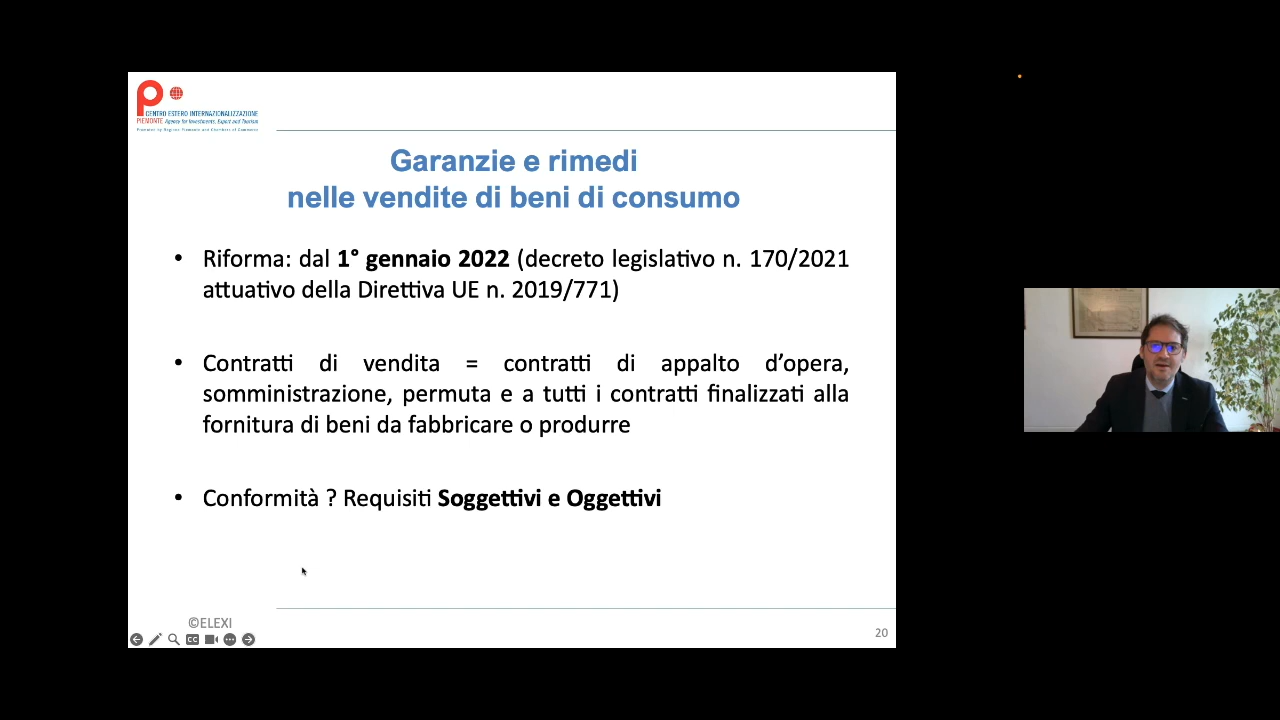 CENTRO ESTERO INTERNAZIONALIZZAZIONE
PIEMONTE Agency for Investments, Export and Tourism
Promoted by Regione Piemonte and Chambers of Commerce
Garanzie e rimedi
nelle vendite di beni di consumo
• Riforma: dal 1° gennaio 2022 (decreto legislativo n. 170/2021
attuativo della Direttiva UE n. 2019/771)
• Contratti di vendita = contratti di appalto d’opera,
somministrazione, permuta e a tutti i contratti finalizzati alla
fornitura di beni da fabbricare o produrre
• Conformità ? Requisiti Soggettivi e Oggettivi
©ELEXI
CC
20